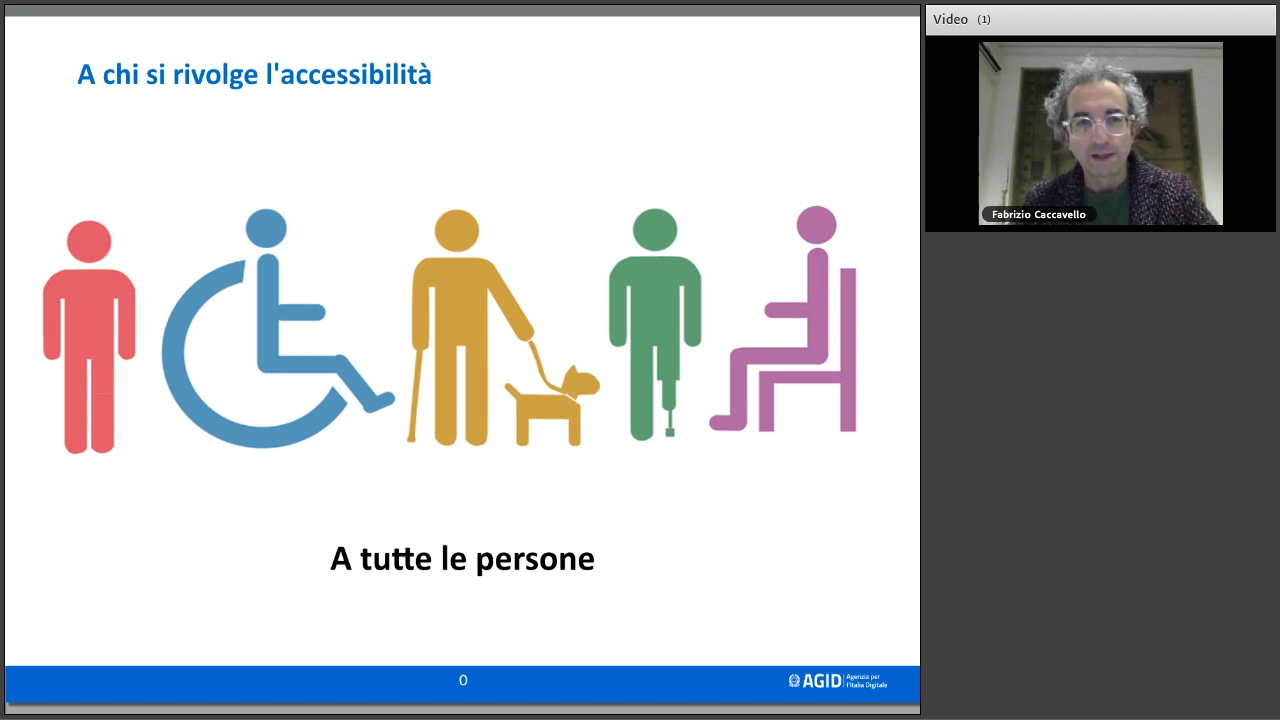 A chi si rivolge l'accessibilità
A tutte le persone
0
AGID
Agenzia per
l'Italia Digitale
Video (1)
Fabrizio Caccavello